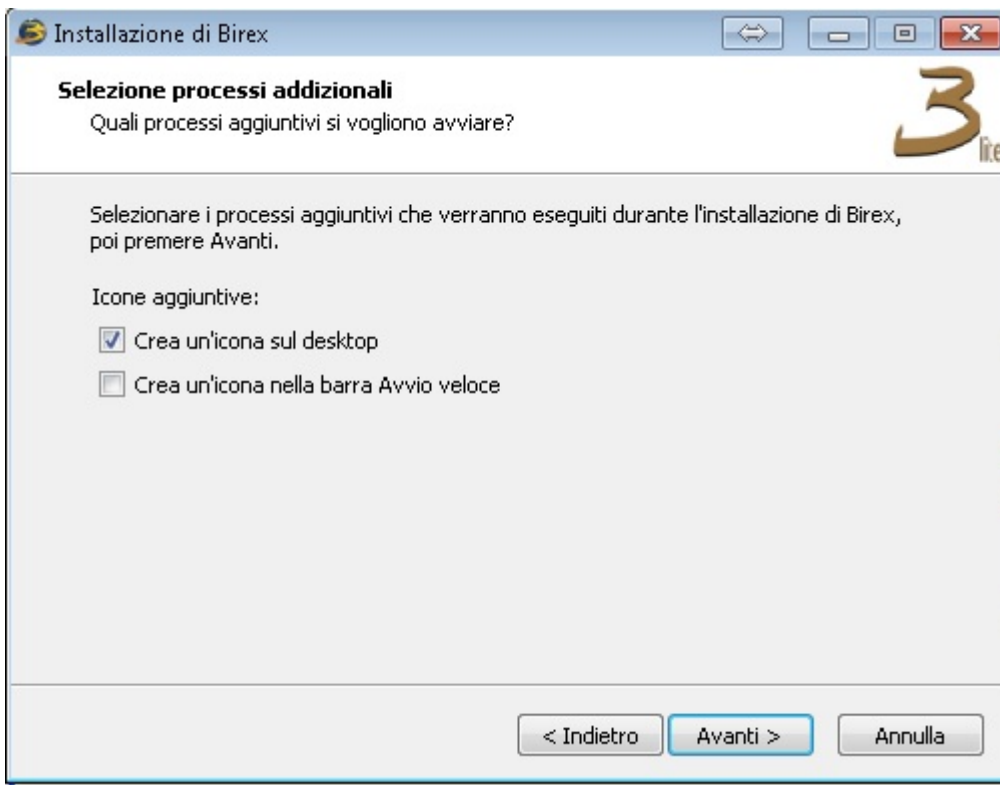 Installazione di Birex
Selezione processi addizionali
Quali processi aggiuntivi si vogliono avviare?
3
lite
Selezionare i processi aggiuntivi che verranno eseguiti durante l'installazione di Birex,
poi premere Avanti.
Icone aggiuntive:
Crea un'icona sul desktop
Crea un'icona nella barra Avvio veloce
< Indietro
Avanti >
Annulla